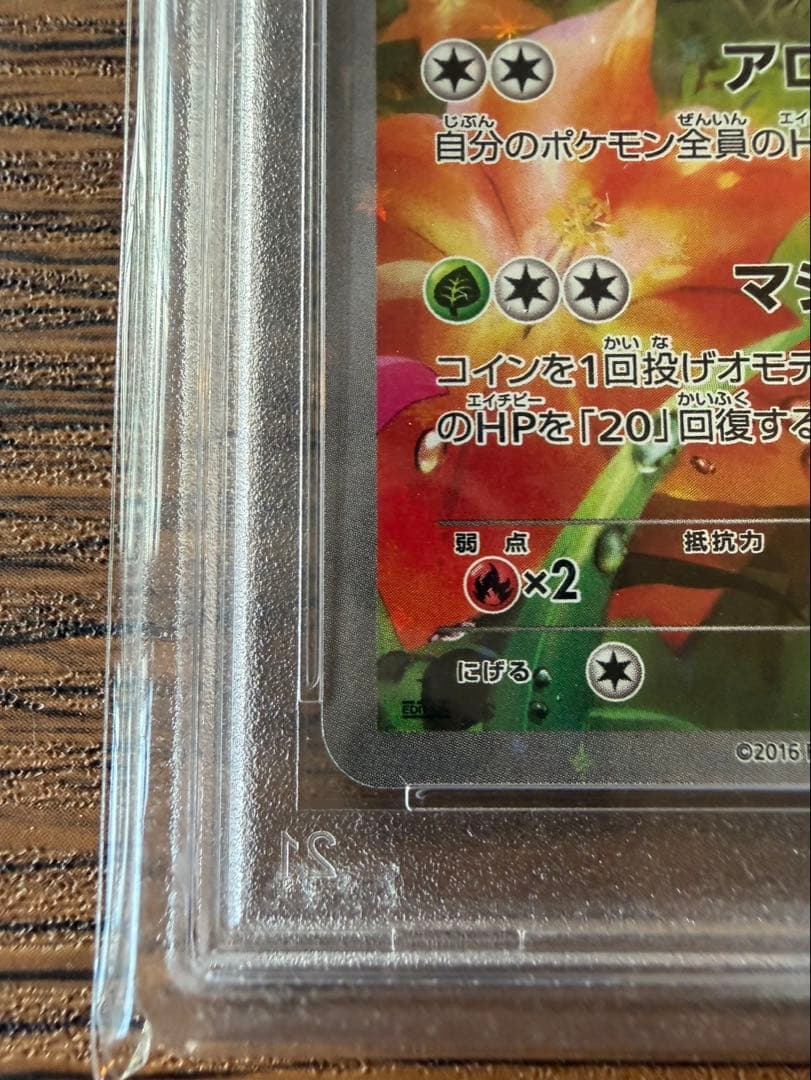 アロ
自分のポケモン全員のH
じぶん ぜんいん エイ
マジ
コインを1回投げオモテ
かい な
のHPを「20」回復する
エイチピー かいふく
弱点 抵抗力
×2
にげる
©2016
21